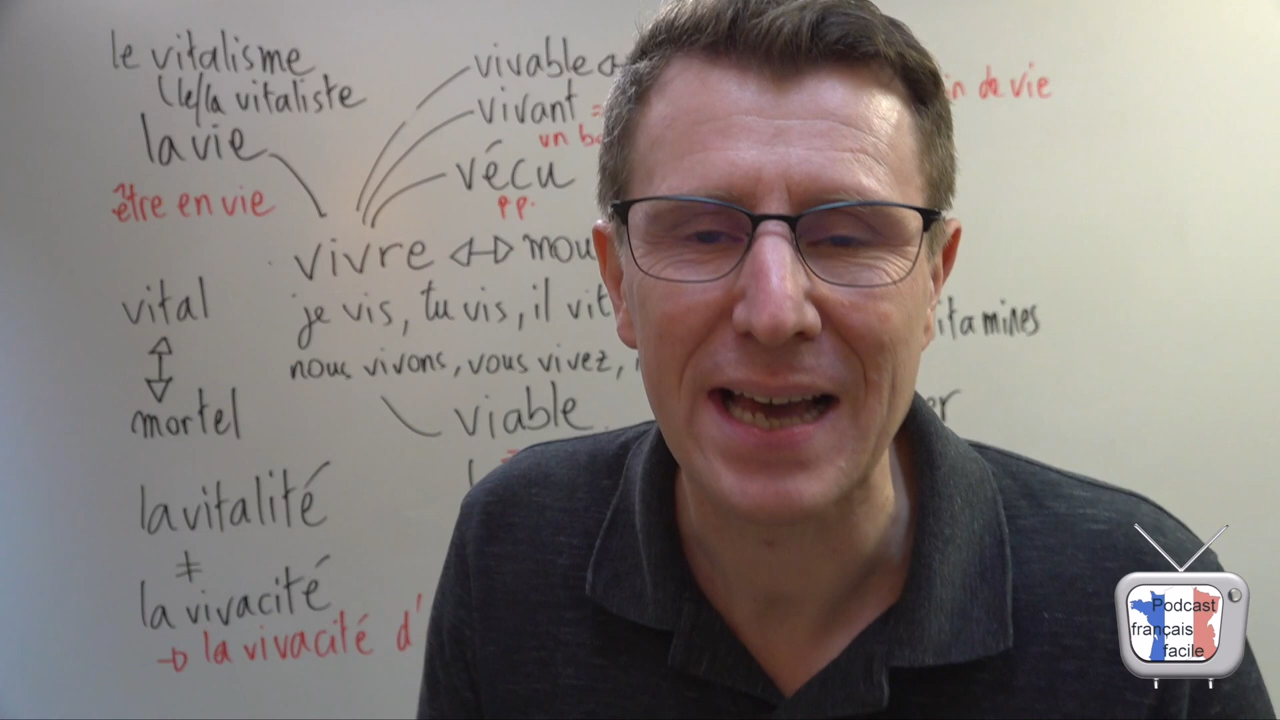 le vitalisme
(le/la vitaliste
la vie
être en vie
vivable
vivant =
un
vécu
pp.
de vie
vivre
je vis, tu vis, il vit
nous vivons, vous vivez,
viable
vital
mortel
la vitalité
≠
la vivacité
la vivacité d'
Podcast
français
facile